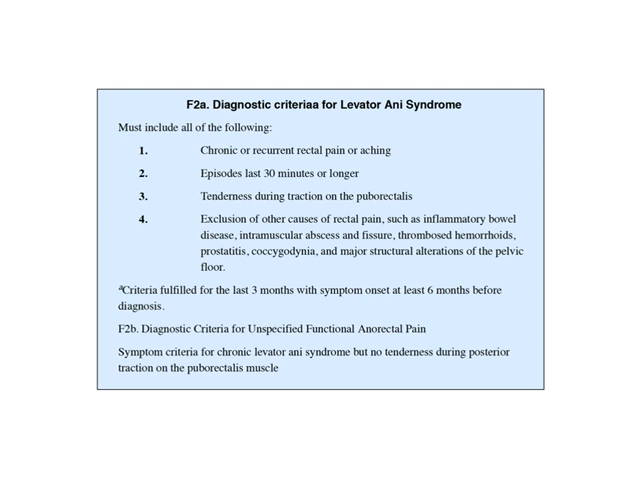 F2a. Diagnostic criteriaa for Levator Ani Syndrome
Must include all of the following:
1. Chronic or recurrent rectal pain or aching
2. Episodes last 30 minutes or longer
3. Tenderness during traction on the puborectalis
4. Exclusion of other causes of rectal pain, such as inflammatory bowel
disease, intramuscular abscess and fissure, thrombosed hemorrhoids,
prostatitis, coccygodynia, and major structural alterations of the pelvic
floor.
aCriteria fulfilled for the last 3 months with symptom onset at least 6 months before
diagnosis.
F2b. Diagnostic Criteria for Unspecified Functional Anorectal Pain
Symptom criteria for chronic levator ani syndrome but no tenderness during posterior
traction on the puborectalis muscle